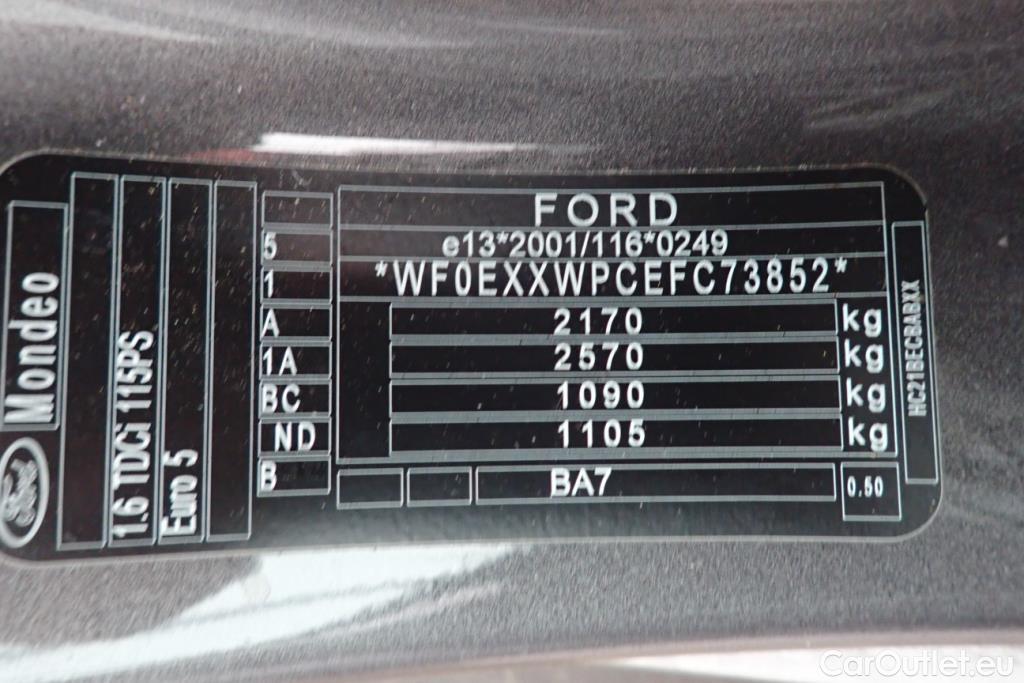 Ford
Mondeo
1.6 TDCi 115PS
Euro 5
FORD
5 e13*2001/116*0249
1 *WF0EXXWPCEFC73852*
A 2170 kg
1A 2570 kg
BC 1090 kg
ND 1105 kg
B BA7 0.50
HC21BECBABXX
CarOutlet.eu